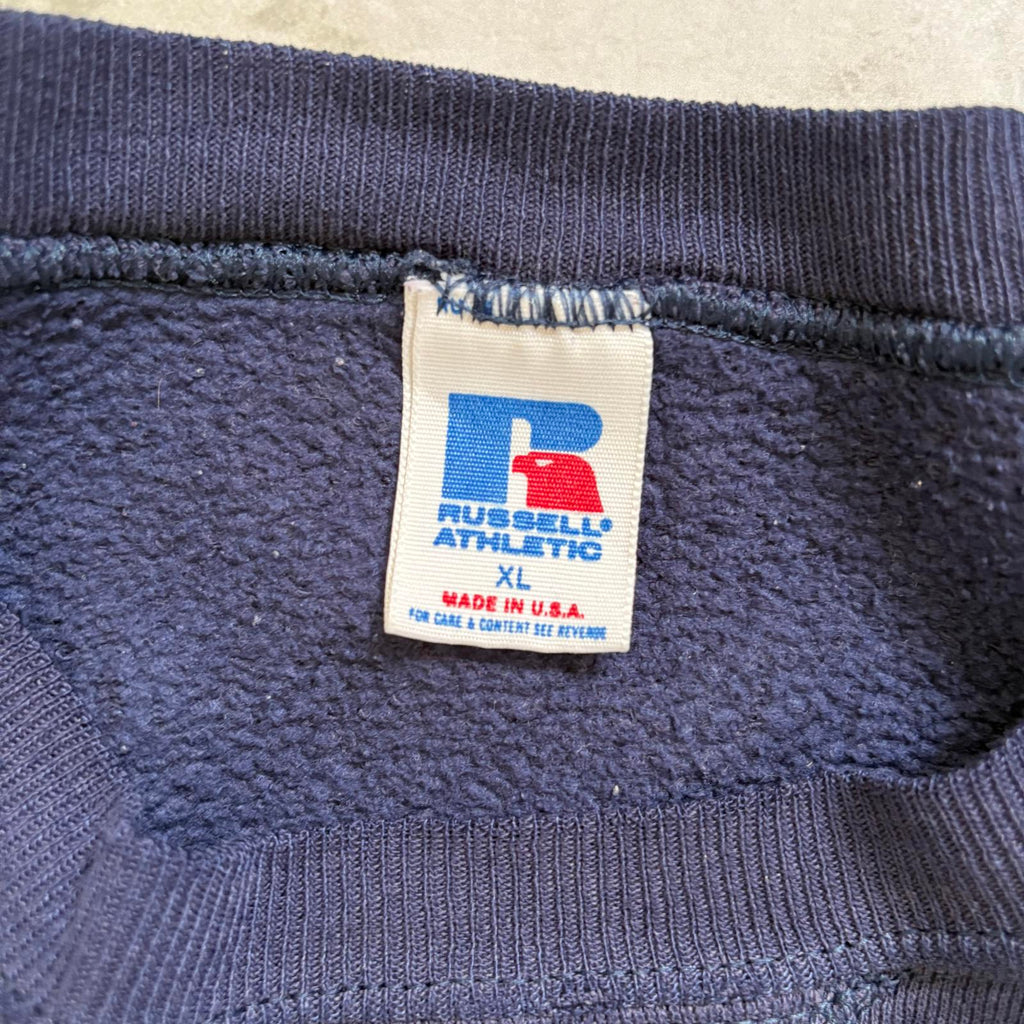 RUSSELL®
ATHLETIC
XL
MADE IN U.S.A.
FOR CARE & CONTENT SEE REVERSE